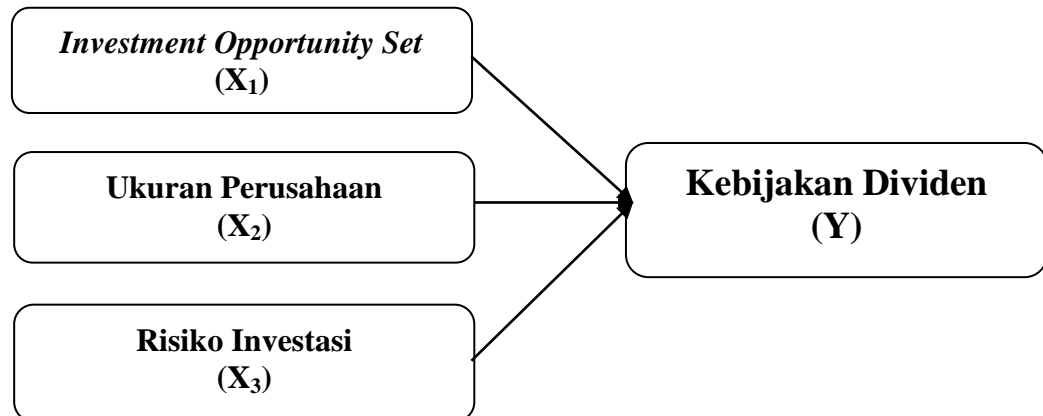 Investment Opportunity Set
(X₁)
Ukuran Perusahaan
(X₂)
Risiko Investasi
(X₃)
Kebijakan Dividen
(Y)